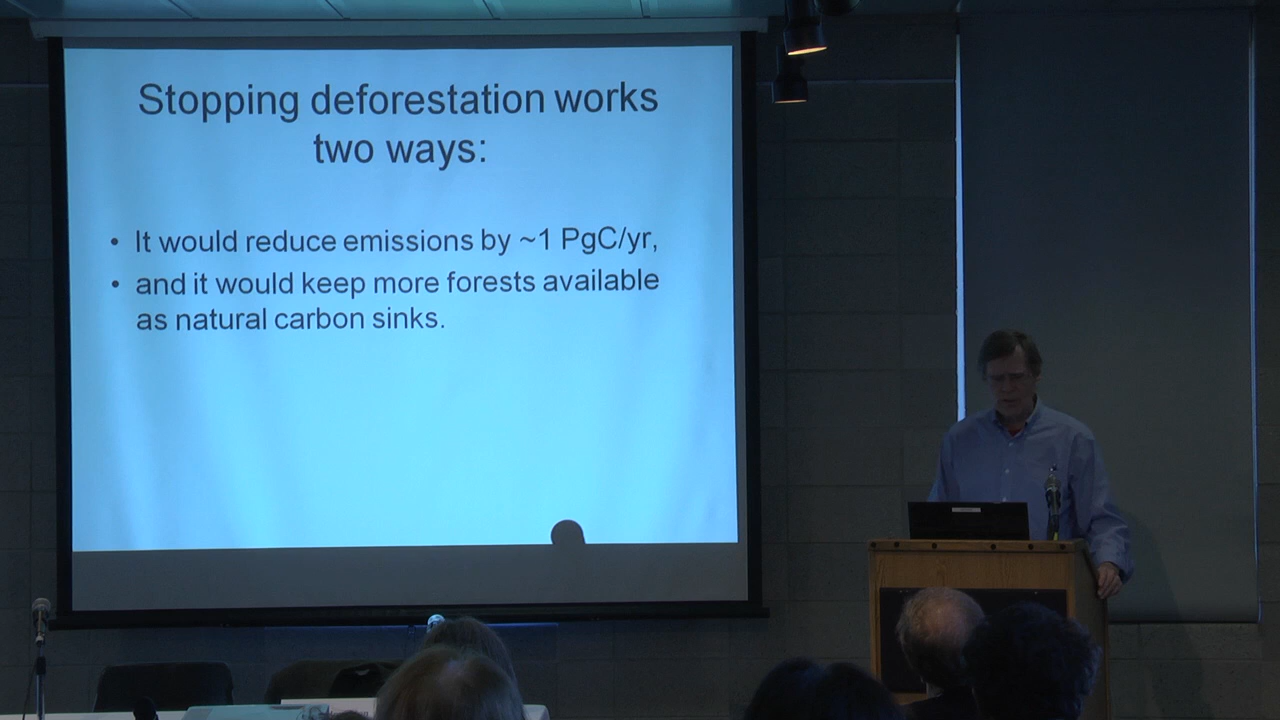 Stopping deforestation works
two ways:
• It would reduce emissions by ~1 PgC/yr,
• and it would keep more forests available
as natural carbon sinks.